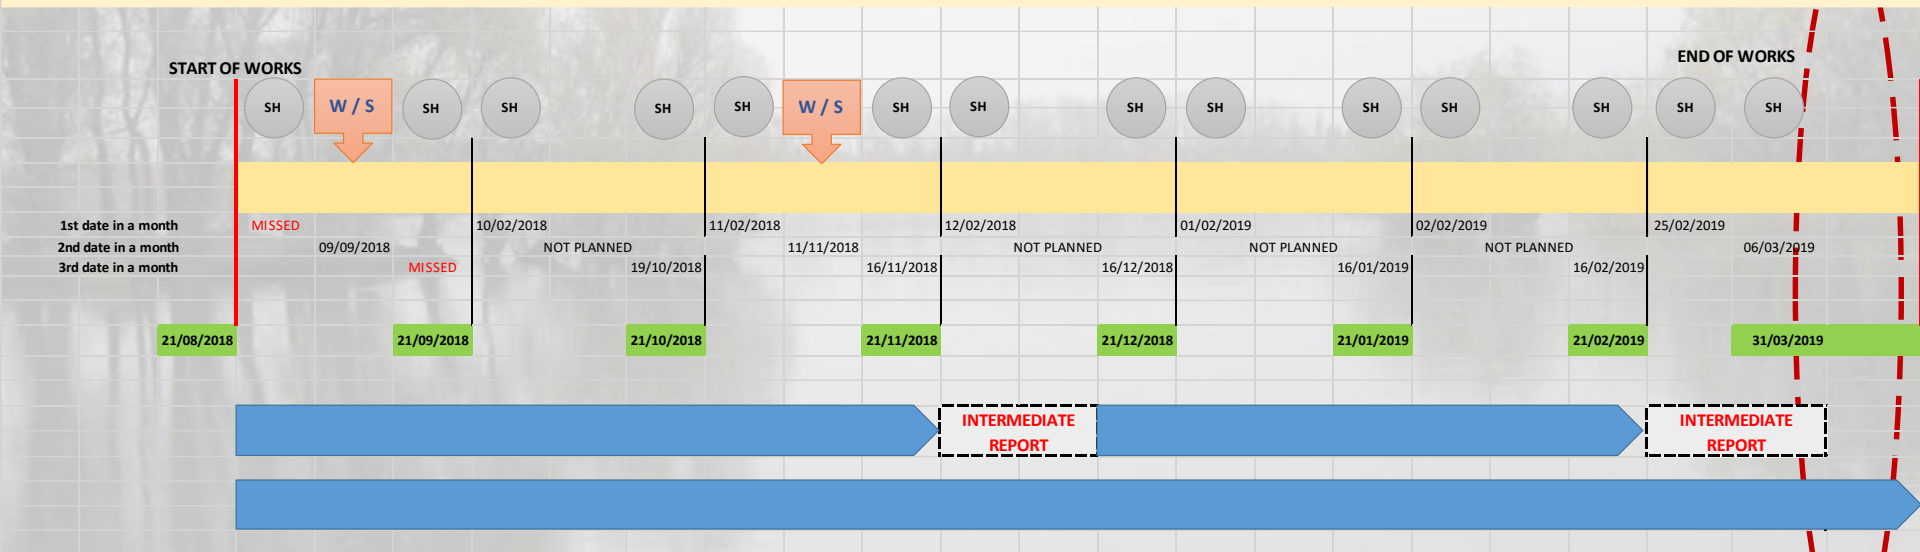 START OF WORKS
END OF WORKS
SH
W / S
SH
SH
SH
SH
W / S
SH
SH
SH
SH
SH
SH
SH
SH
SH
1st date in a month
MISSED
10/02/2018
11/02/2018
12/02/2018
01/02/2019
02/02/2019
25/02/2019
2nd date in a month
09/09/2018
NOT PLANNED
11/11/2018
NOT PLANNED
NOT PLANNED
NOT PLANNED
06/03/2019
3rd date in a month
MISSED
19/10/2018
16/11/2018
16/12/2018
16/01/2019
16/02/2019
21/08/2018
21/09/2018
21/10/2018
21/11/2018
21/12/2018
21/01/2019
21/02/2019
31/03/2019
INTERMEDIATE
REPORT
INTERMEDIATE
REPORT